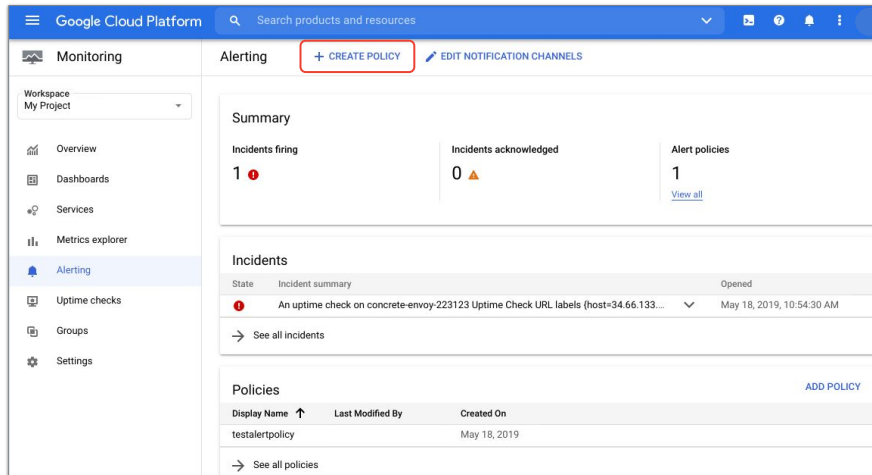 Google Cloud Platform
Search products and resources
Monitoring
Alerting
+ CREATE POLICY
EDIT NOTIFICATION CHANNELS
Workspace
My Project
Overview
Dashboards
Services
Metrics explorer
Alerting
Uptime checks
Groups
Settings
Summary
Incidents firing
Incidents acknowledged
Alert policies
1
0
1
View all
Incidents
State
Incident summary
Opened
An uptime check on concrete-envoy-223123 Uptime Check URL labels {host=34.66.133....
May 18, 2019, 10:54:30 AM
See all incidents
Policies
ADD POLICY
Display Name
Last Modified By
Created On
testalertpolicy
May 18, 2019
See all policies